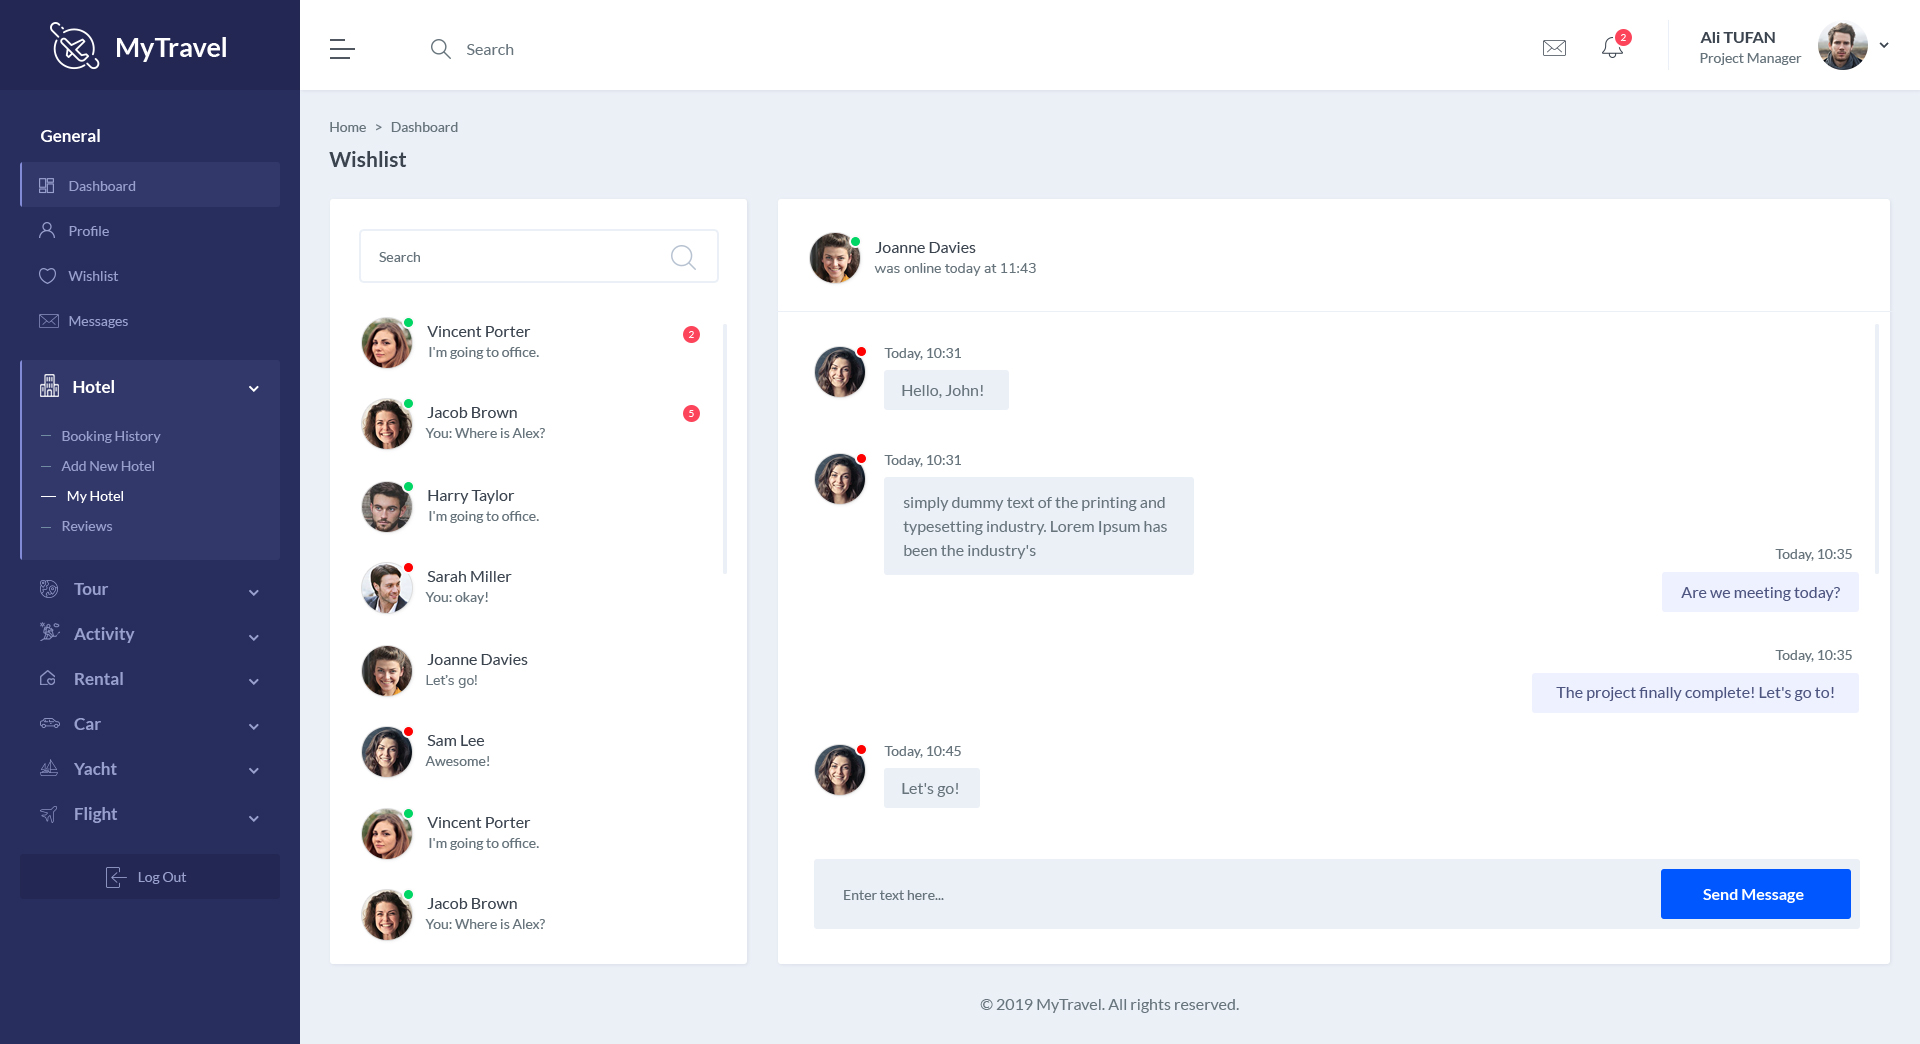 MyTravel
Search
2
Ali TUFAN
Project Manager
General
Dashboard
Profile
Wishlist
Messages
Hotel
Booking History
Add New Hotel
My Hotel
Reviews
Tour
Activity
Rental
Car
Yacht
Flight
Log Out
Home > Dashboard
Wishlist
Search
Vincent Porter
I'm going to office.
2
Jacob Brown
You: Where is Alex?
5
Harry Taylor
I'm going to office.
Sarah Miller
You: okay!
Joanne Davies
Let's go!
Sam Lee
Awesome!
Vincent Porter
I'm going to office.
Jacob Brown
You: Where is Alex?
Joanne Davies
was online today at 11:43
Today, 10:31
Hello, John!
Today, 10:31
simply dummy text of the printing and
typesetting industry. Lorem Ipsum has
been the industry's
Today, 10:35
Are we meeting today?
Today, 10:35
The project finally complete! Let's go to!
Today, 10:45
Let's go!
Enter text here...
Send Message
© 2019 MyTravel. All rights reserved.